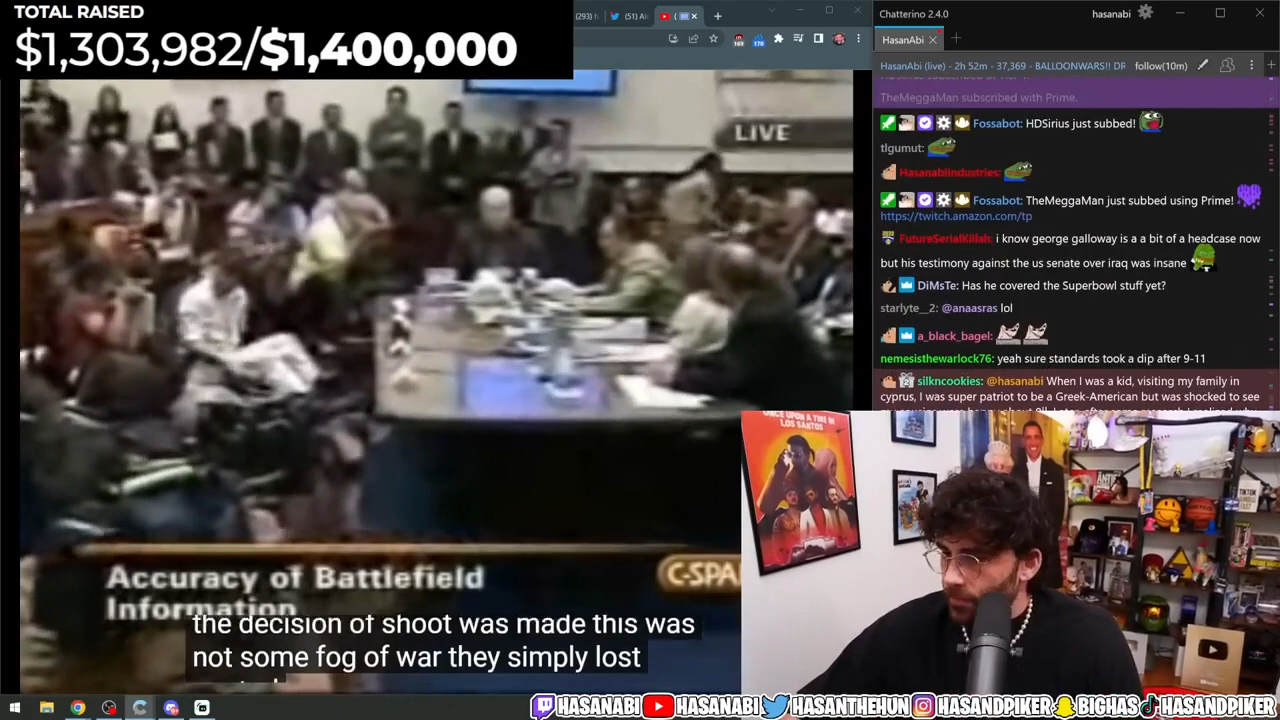 TOTAL RAISED
$1,303,982/$1,400,000
(293) h
(51) Al
169
170
Chatterino 2.4.0
hasanabi
HasanAbi
HasanAbi (live) - 2h 52m - 37,369 - BALLOONWARS!! DR
follow(10m)
TheMeggaMan subscribed with Prime.
Fossabot: HDSirius just subbed!
tlgumut:
HasanabiIndustries:
Fossabot: TheMeggaMan just subbed using Prime!
https://twitch.amazon.com/tp
FutureSerialKillah: i know george galloway is a a bit of a headcase now
but his testimony against the us senate over iraq was insane
DiMsTe: Has he covered the Superbowl stuff yet?
starlyte__2: @anaasras lol
a_black_bagel:
nemesisthewarlock76: yeah sure standards took a dip after 9-11
silkncookies: @hasanabi When I was a kid, visiting my family in
cyprus, I was super patriot to be a Greek-American but was shocked to see
LIVE
Accuracy of Battlefield
Information
C-SPA
the decision of shoot was made this was
not some fog of war they simply lost
ONCE UPON A TIME IN
LOS SANTOS
HASANABI
HASANABI
HASANTHEHUN
HASANDPIKER
BIGHAS
HASANDPIKER